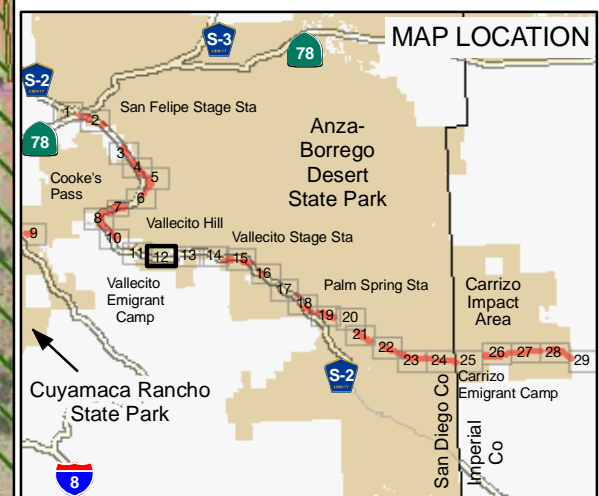 MAP LOCATION
S-3
COUNTY
78
S-2
COUNTY
1
2
San Felipe Stage Sta
78
3
4
5
6
Anza-
Borrego
Desert
State Park
Cooke's
Pass
7
8
9
10
Vallecito Hill
Vallecito Stage Sta
11
12
13
14
15
16
17
18
19
20
21
22
23
24
25
26
27
28
29
Vallecito
Emigrant
Camp
Palm Spring Sta
Carrizo
Impact
Area
S-2
COUNTY
Carrizo
Emigrant Camp
Cuyamaca Rancho
State Park
San Diego Co
Imperial
Co
8